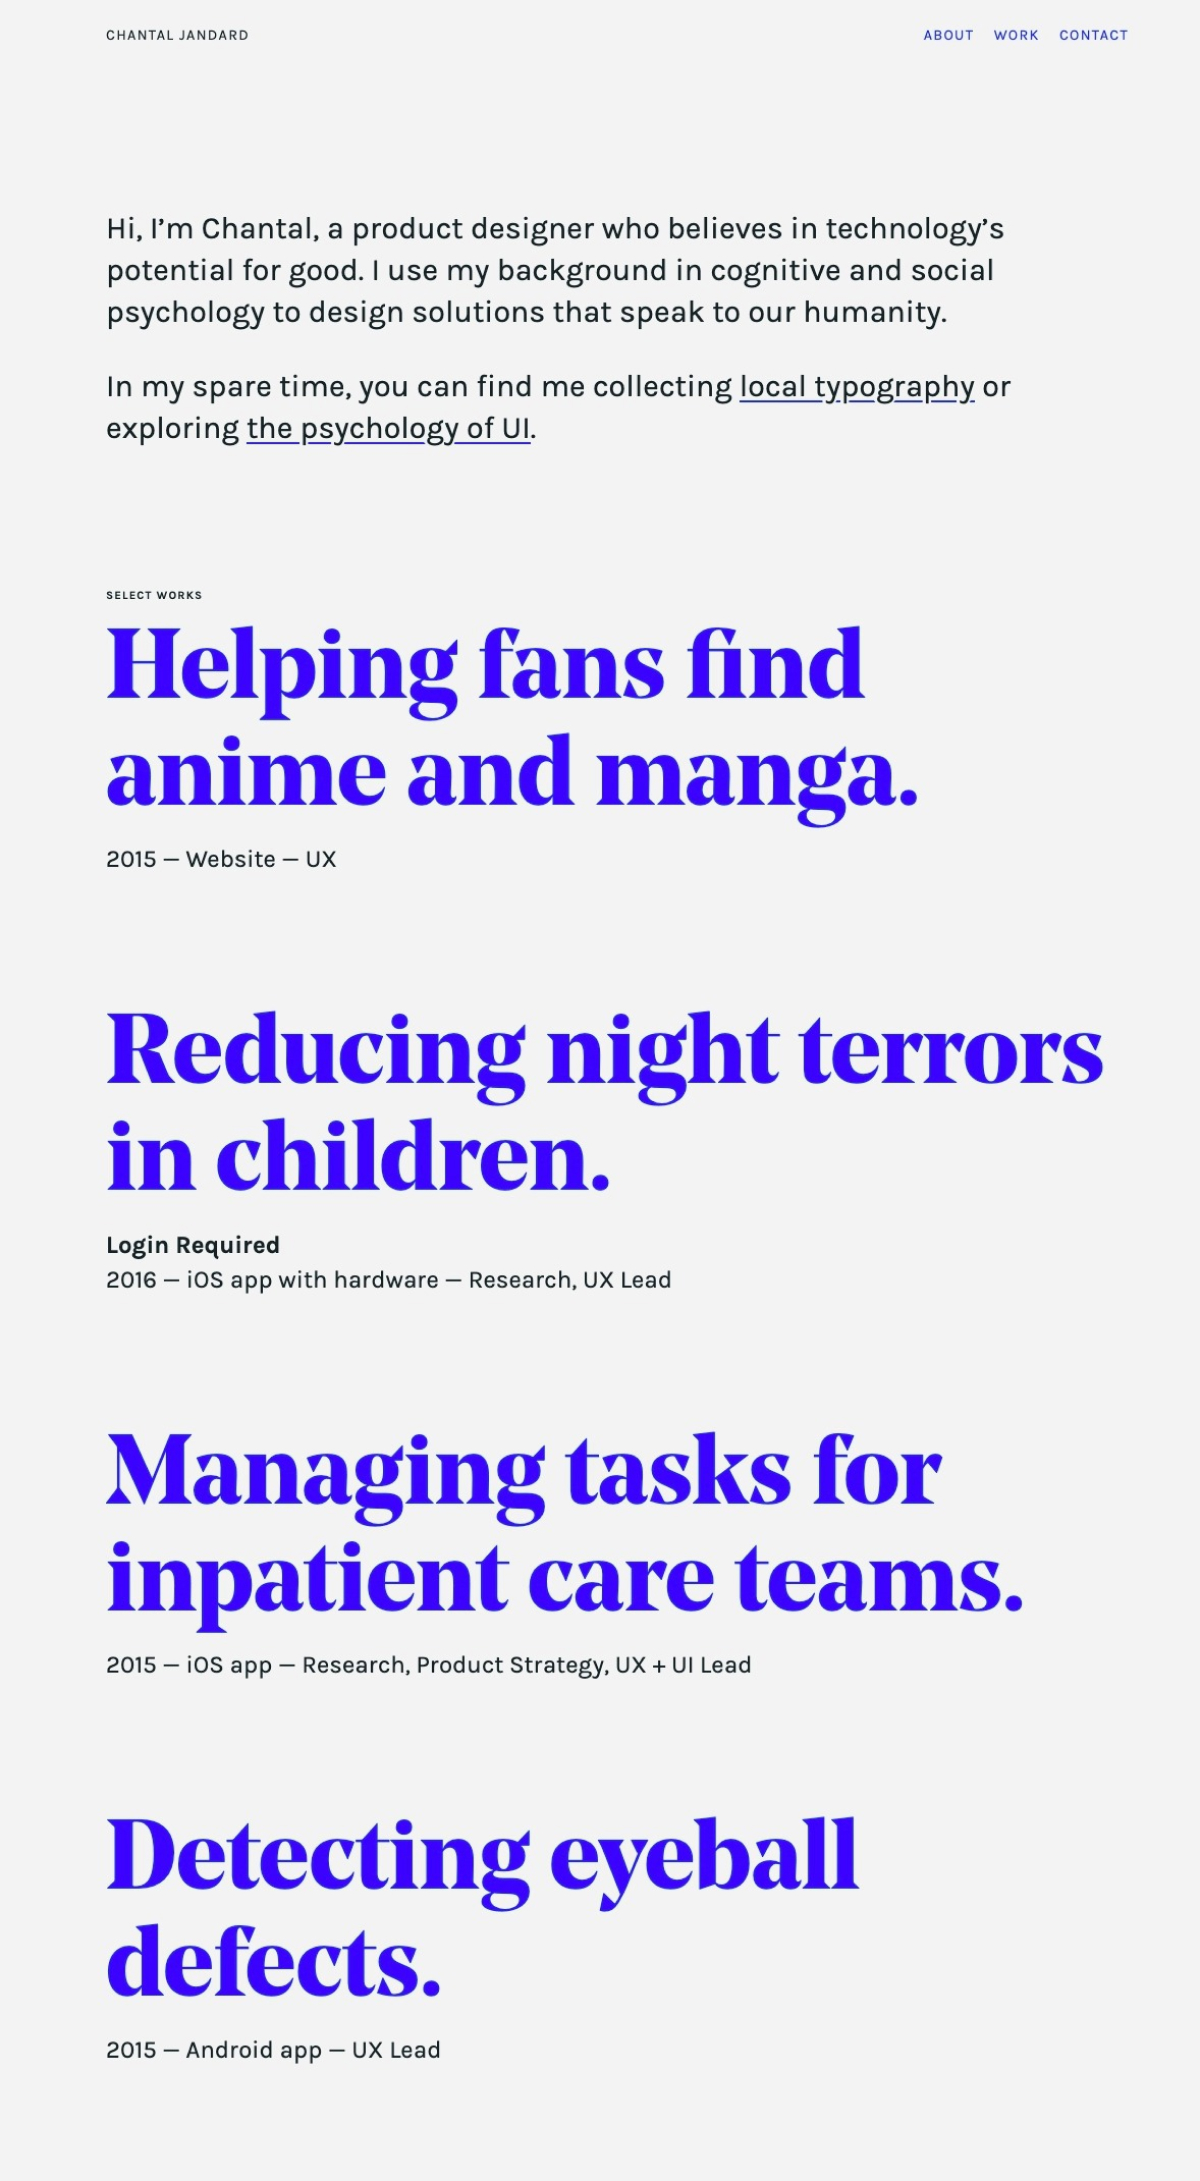 CHANTAL JANDARD
ABOUT WORK CONTACT
Hi, I’m Chantal, a product designer who believes in technology’s
potential for good. I use my background in cognitive and social
psychology to design solutions that speak to our humanity.
In my spare time, you can find me collecting local typography or
exploring the psychology of UI.
SELECT WORKS
Helping fans find
anime and manga.
2015 — Website — UX
Reducing night terrors
in children.
Login Required
2016 — iOS app with hardware — Research, UX Lead
Managing tasks for
inpatient care teams.
2015 — iOS app — Research, Product Strategy, UX + UI Lead
Detecting eyeball
defects.
2015 — Android app — UX Lead